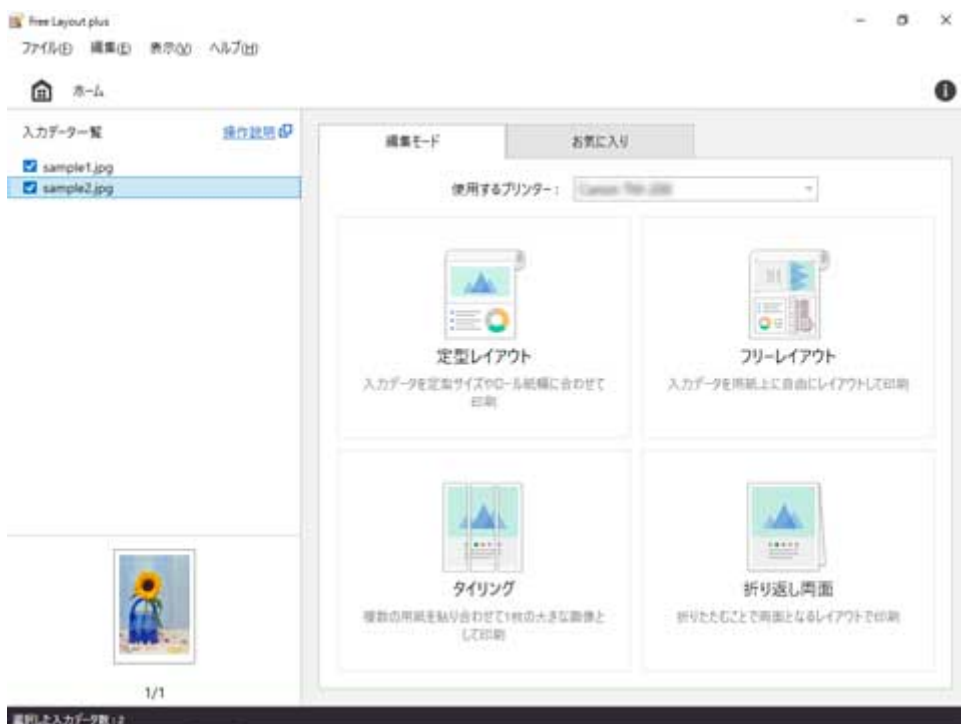 Free Layout plus
ファイル(F) 編集(E) 表示(V) ヘルプ(H)
ホーム
入力データ一覧 操作説明
編集モード お気に入り
sample1.jpg
sample2.jpg
使用するプリンター：
定型レイアウト
入力データを定型サイズやロール紙幅に合わせて
印刷
フリーレイアウト
入力データを用紙上に自由にレイアウトして印刷
タイリング
複数の用紙を貼り合わせて1枚の大きな画像と
して印刷
折り返し両面
折りたたむことで両面となるレイアウトで印刷
1/1
選択した入力データ数：2